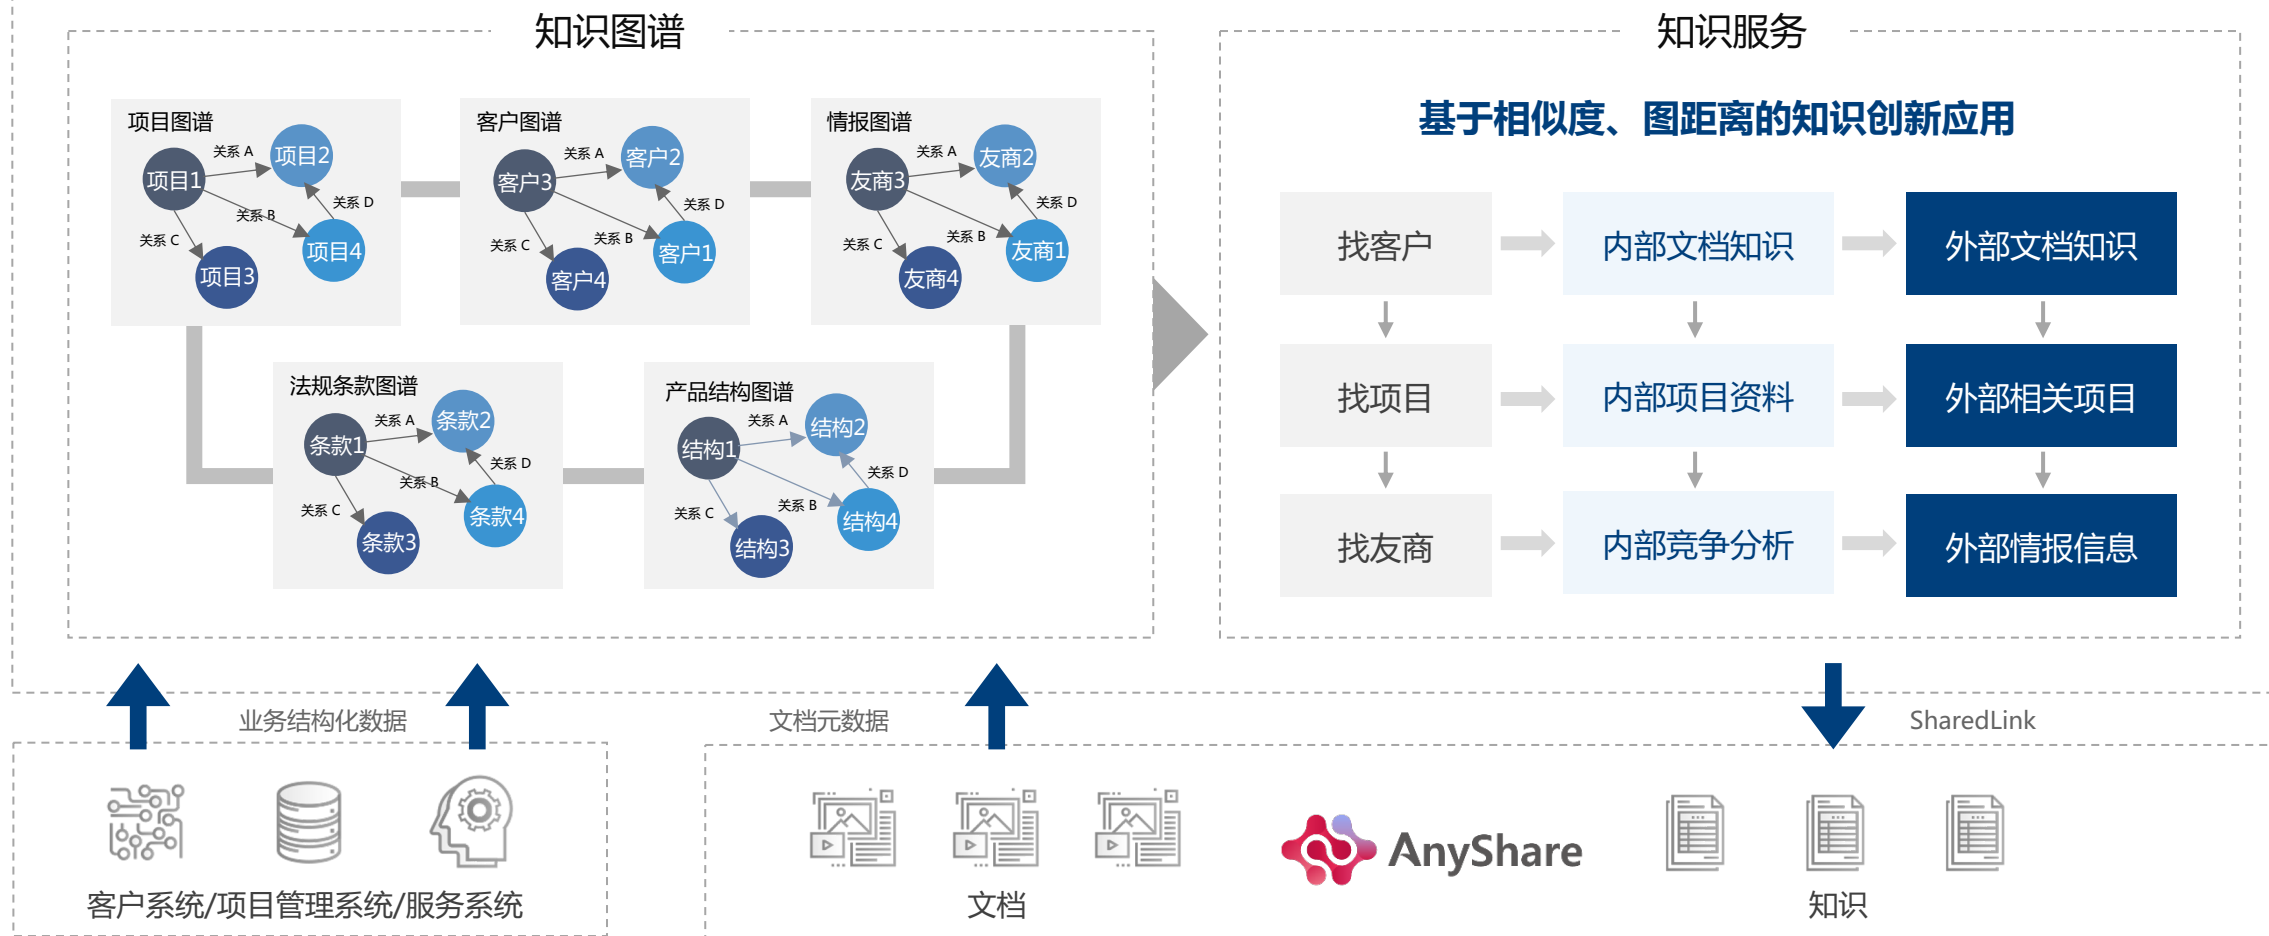 知识图谱
知识服务
项目图谱
项目1
项目2
项目3
项目4
关系 A
关系 B
关系 C
关系 D
客户图谱
客户3
客户2
客户4
客户1
关系 A
关系 B
关系 C
关系 D
情报图谱
友商3
友商2
友商4
友商1
关系 A
关系 B
关系 C
关系 D
法规条款图谱
条款1
条款2
条款3
条款4
关系 A
关系 B
关系 C
关系 D
产品结构图谱
结构1
结构2
结构3
结构4
关系 A
关系 B
关系 C
关系 D
基于相似度、图距离的知识创新应用
找客户
内部文档知识
外部文档知识
找项目
内部项目资料
外部相关项目
找友商
内部竞争分析
外部情报信息
业务结构化数据
文档元数据
SharedLink
客户系统/项目管理系统/服务系统
文档
AnyShare
知识